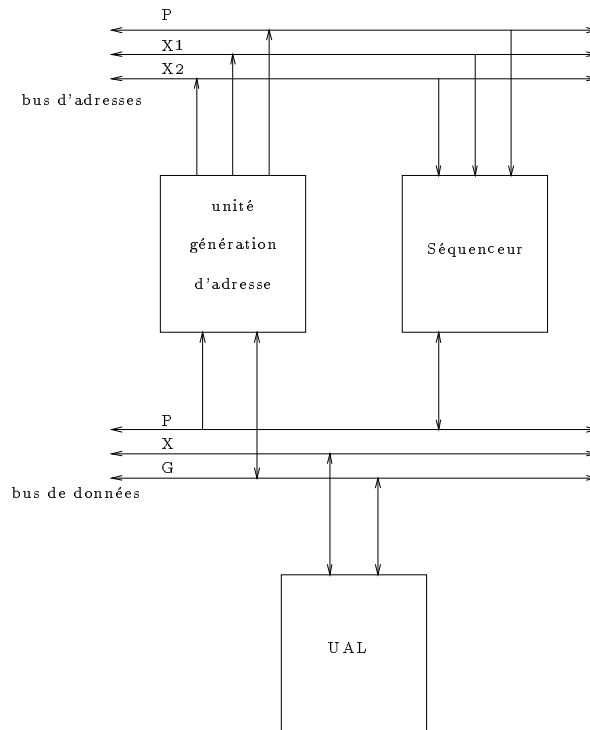 P
X1
X2
bus d'adresses
unité
génération
d'adresse
Séquenceur
P
X
G
bus de données
UAL